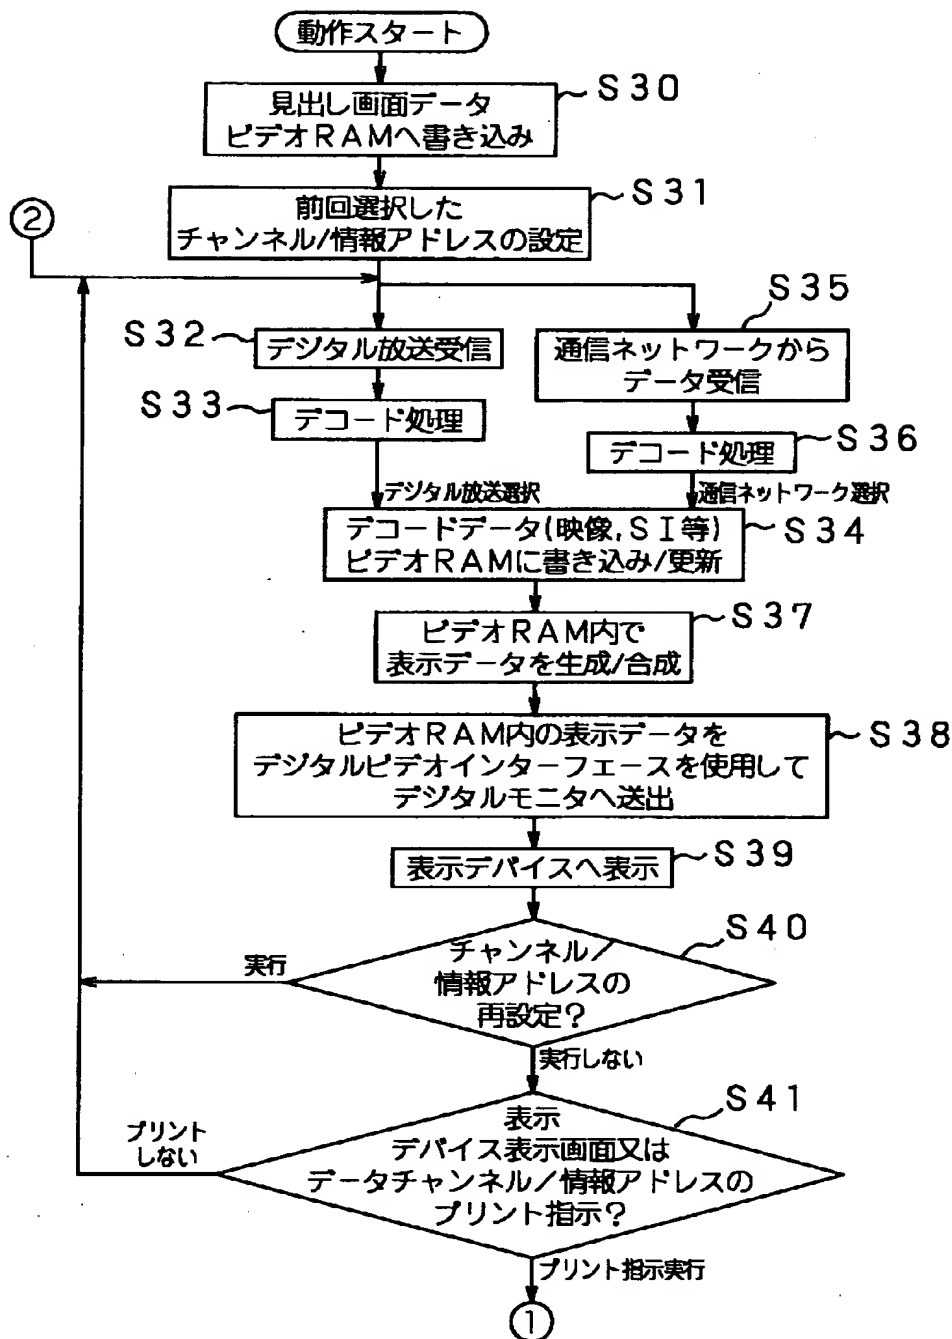 動作スタート
S30
見出し画面データ
ビデオRAMへ書き込み
S31
前回選択した
チャンネル/情報アドレスの設定
②
S32
デジタル放送受信
S35
通信ネットワークから
データ受信
S33
デコード処理
S36
デコード処理
デジタル放送選択
通信ネットワーク選択
S34
デコードデータ(映像,SI等)
ビデオRAMに書き込み/更新
S37
ビデオRAM内で
表示データを生成/合成
S38
ビデオRAM内の表示データを
デジタルビデオインターフェースを使用して
デジタルモニタへ送出
S39
表示デバイスへ表示
S40
チャンネル/
情報アドレスの
再設定?
実行
実行しない
S41
表示
デバイス表示画面又は
データチャンネル/情報アドレスの
プリント指示?
プリント
しない
プリント指示実行
①